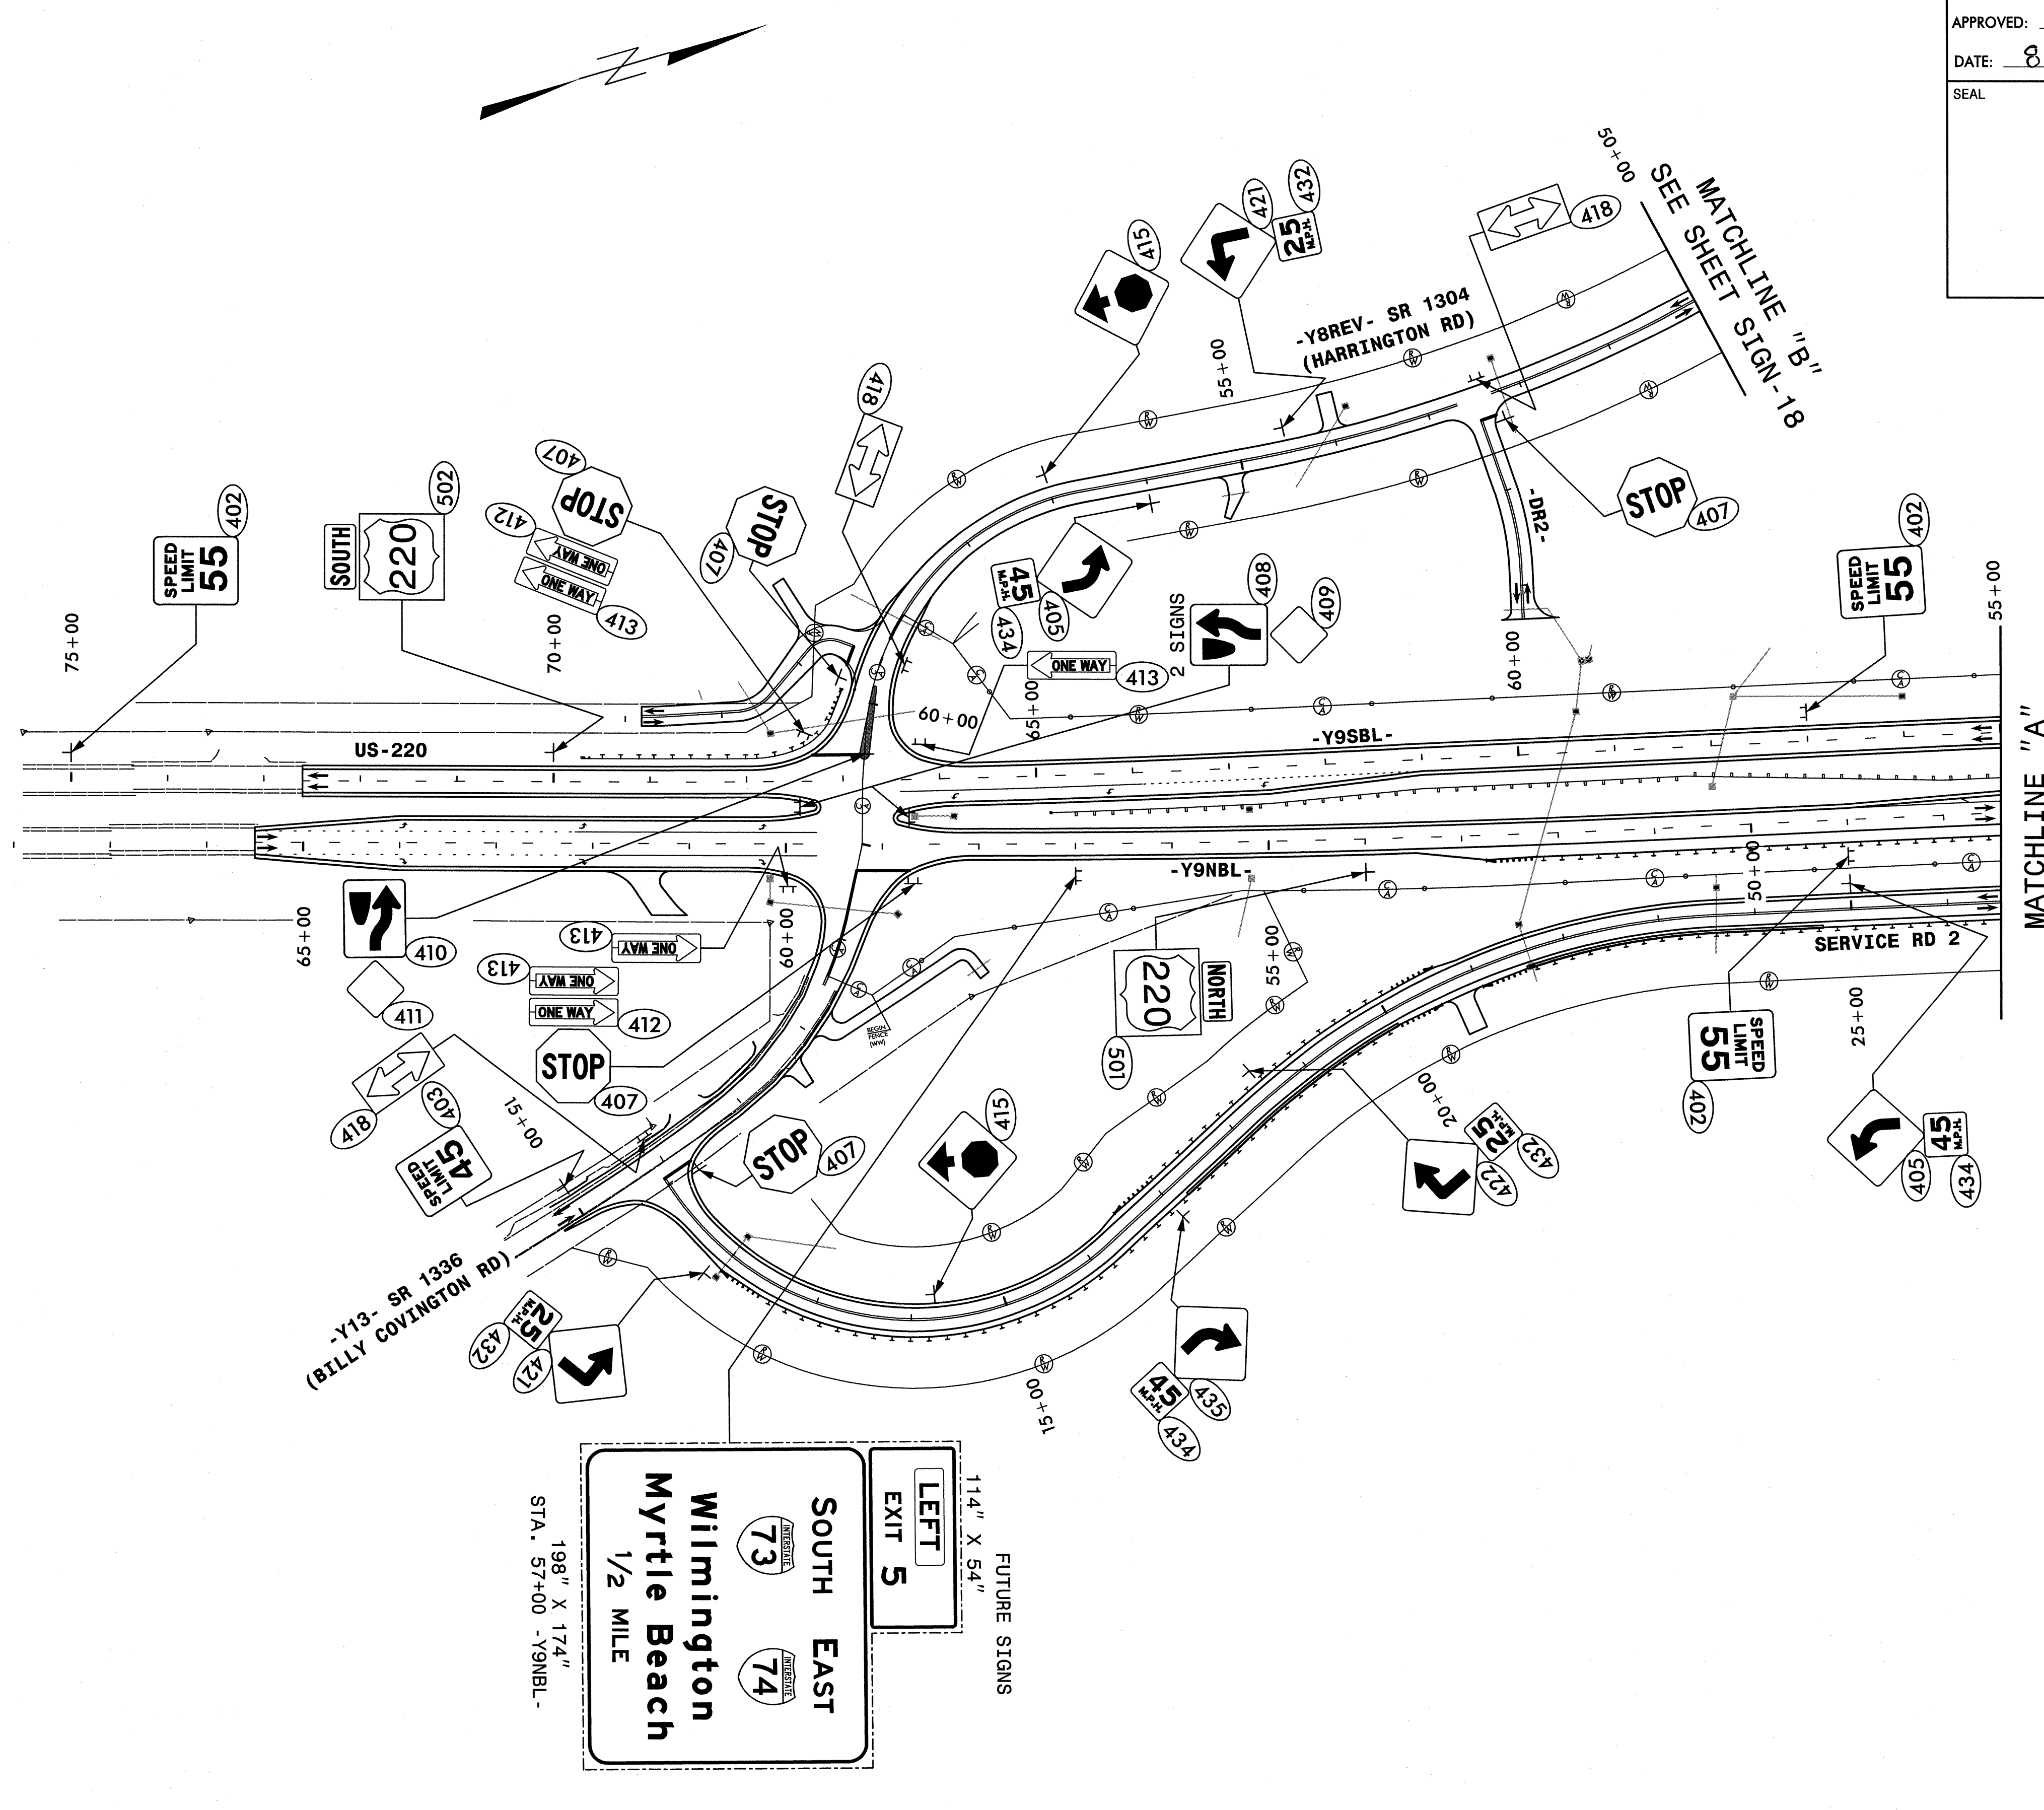 APPROVED:
DATE: 8
SEAL
N
50+00
MATCHLINE "B"
SEE SHEET SIGN-18
418
432
25
M.P.H.
421
415
-Y8REV- SR 1304
(HARRINGTON RD)
55+00
418
407
STOP
412
ONE WAY
ONE WAY
413
STOP
407
502
SOUTH
220
402
SPEED
LIMIT
55
75+00
70+00
45
M.P.H.
405
434
2 SIGNS
408
409
ONE WAY
413
-DR2-
STOP
407
402
SPEED
LIMIT
55
55+00
60+00
65+00
60+00
US-220
-Y9SBL-
-Y9NBL-
MATCHLINE "A"
50+00
SERVICE RD 2
65+00
410
411
413
ONE WAY
60+00
413
ONE WAY
ONE WAY
412
STOP
407
BEGIN
FENCE
(WW)
220
NORTH
501
55+00
SPEED
LIMIT
55
402
25+00
405
45
M.P.H.
434
418
403
SPEED
LIMIT
45
15+00
STOP
407
415
20+00
25
M.P.H.
432
422
-Y13- SR 1336
(BILLY COVINGTON RD)
25
M.P.H.
432
421
15+00
45
M.P.H.
435
434
FUTURE SIGNS
114" X 54"
LEFT
EXIT 5
SOUTH EAST
INTERSTATE
73
INTERSTATE
74
Wilmington
Myrtle Beach
1/2 MILE
198" X 174"
STA. 57+00 -Y9NBL-